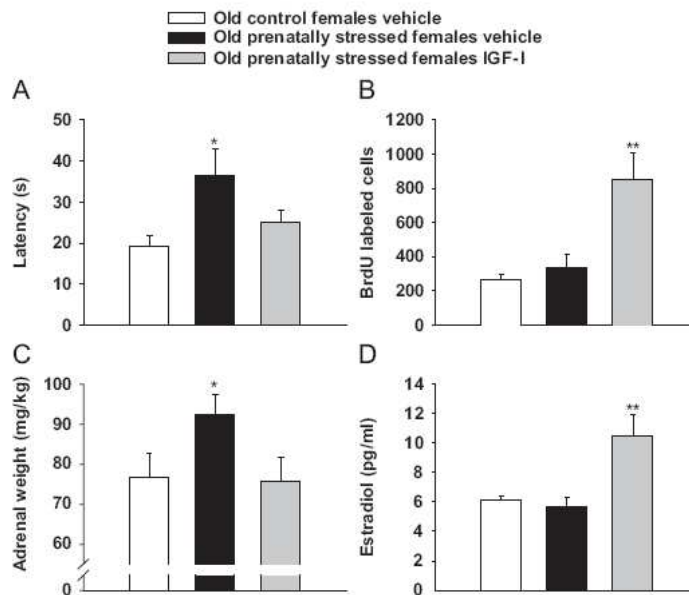 Old control females vehicle
Old prenatally stressed females vehicle
Old prenatally stressed females IGF-I
A
Latency (s)
50
40
30
20
10
0
*
B
BrdU labeled cells
1200
1000
800
600
400
200
0
**
C
Adrenal weight (mg/kg)
100
90
80
70
60
0
*
D
Estradiol (pg/ml)
14
12
10
8
6
4
2
0
**